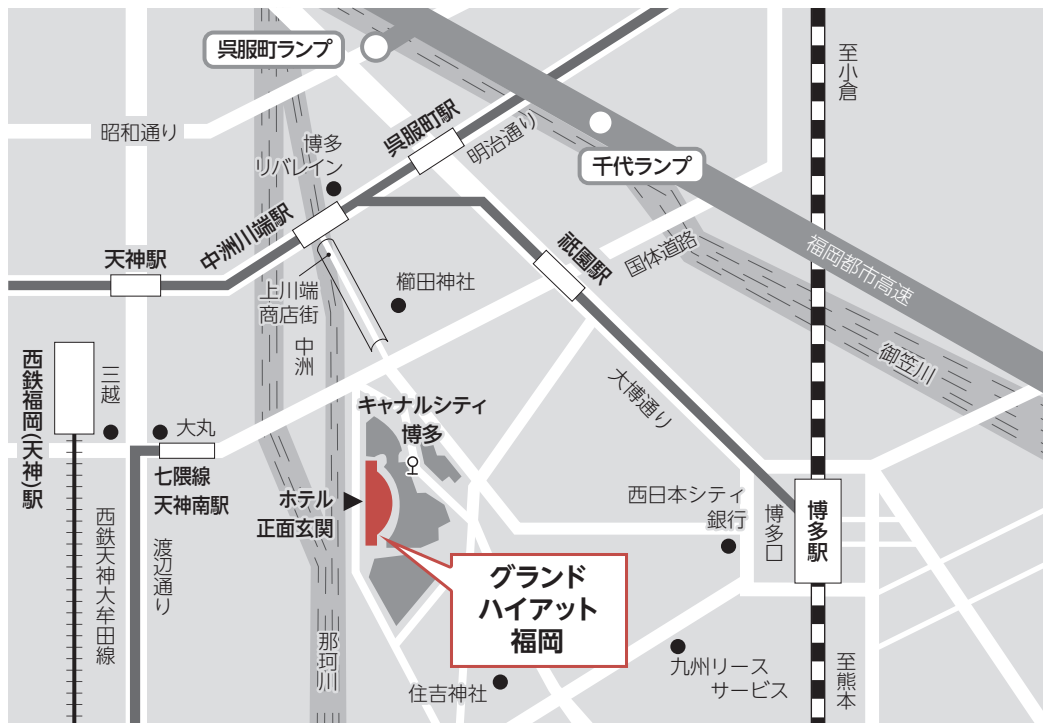 呉服町ランプ
至小倉
昭和通り
博多
リバレイン
呉服町駅
明治通り
千代ランプ
中洲川端駅
天神駅
祇園駅
国体道路
福岡都市高速
上川端
商店街
櫛田神社
中洲
御笠川
西鉄福岡(天神)駅
三越
大丸
キャナルシティ
博多
大博通り
七隈線
天神南駅
ホテル
正面玄関
西日本シティ
銀行
博多口
博多駅
西鉄天神大牟田線
渡辺通り
グランド
ハイアット
福岡
那珂川
住吉神社
九州リース
サービス
至熊本